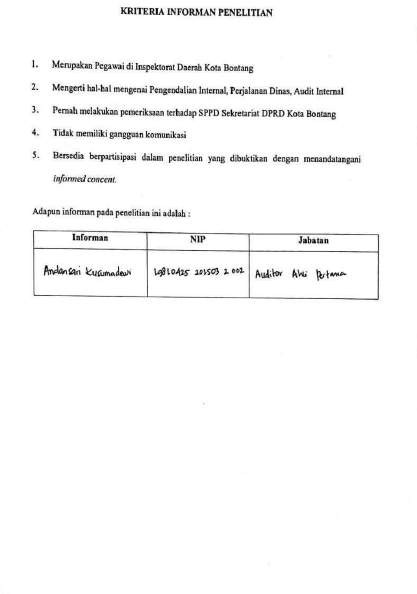 KRITERIA INFORMAN PENELITIAN
1. Merupakan Pegawai di Inspektorat Daerah Kota Bontang
2. Mengerti hal-hal mengenai Pengendalian Internal, Perjalanan Dinas, Audit Internal
3. Pernah melakukan pemeriksaan terhadap SPPD Sekretariat DPRD Kota Bontang
4. Tidak memiliki gangguan komunikasi
5. Bersedia berpartisipasi dalam penelitian yang dibuktikan dengan menandatangani
informed concent.
Adapun informan pada penelitian ini adalah :
Informan NIP Jabatan
Andansari Kusumadewi 201503 2 002 Auditor Ahli Pertama